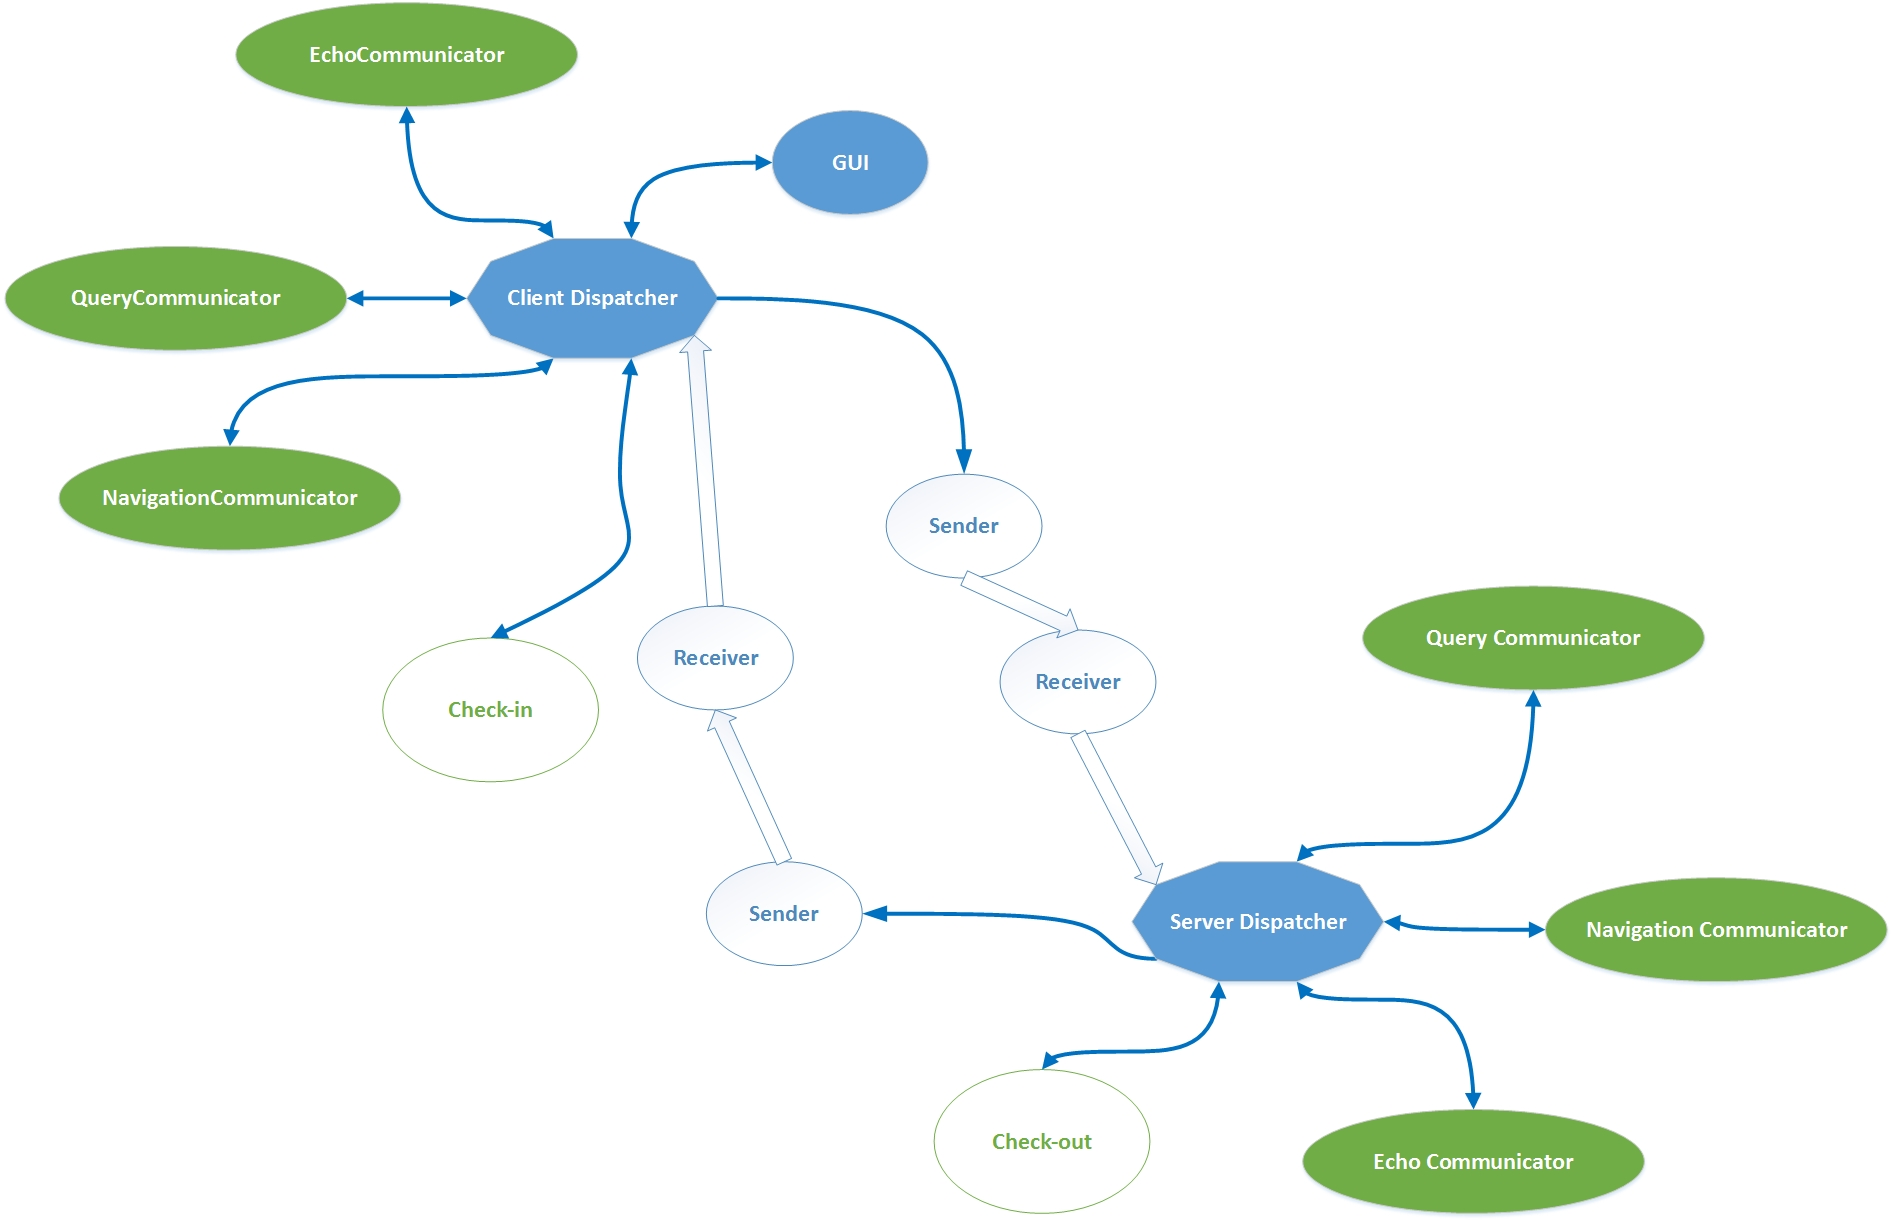 EchoCommunicator
GUI
QueryCommunicator
Client Dispatcher
NavigationCommunicator
Sender
Query Communicator
Receiver
Receiver
Check-in
Sender
Server Dispatcher
Navigation Communicator
Check-out
Echo Communicator